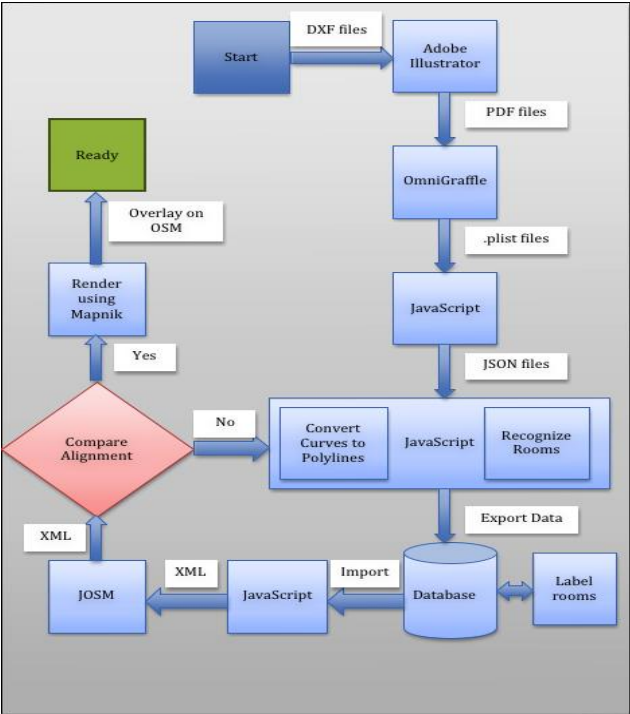 Start
DXF files
Adobe
Illustrator
PDF files
OmniGraffle
.plist files
JavaScript
JSON files
Convert
Curves to
Polylines
JavaScript
Recognize
Rooms
Export Data
Database
Label
rooms
Import
JavaScript
XML
JOSM
XML
Compare
Alignment
No
Yes
Render
using
Mapnik
Overlay on
OSM
Ready